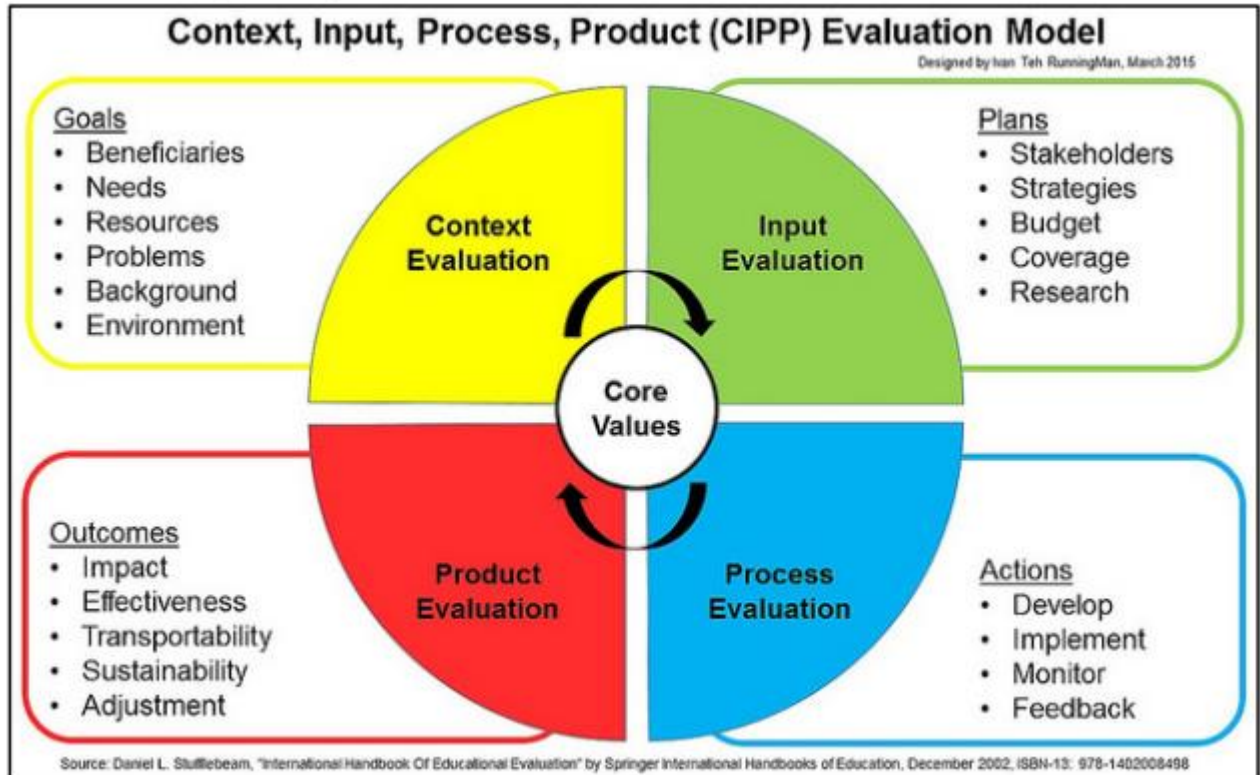 Context, Input, Process, Product (CIPP) Evaluation Model
Designed by Ivan Teh RunningMan, March 2015
Goals
• Beneficiaries
• Needs
• Resources
• Problems
• Background
• Environment
Context
Evaluation
Input
Evaluation
Plans
• Stakeholders
• Strategies
• Budget
• Coverage
• Research
Core
Values
Outcomes
• Impact
• Effectiveness
• Transportability
• Sustainability
• Adjustment
Product
Evaluation
Process
Evaluation
Actions
• Develop
• Implement
• Monitor
• Feedback
Source: Daniel L. Stufflebeam, "International Handbook Of Educational Evaluation" by Springer International Handbooks of Education, December 2002, ISBN-13: 978-1402008498